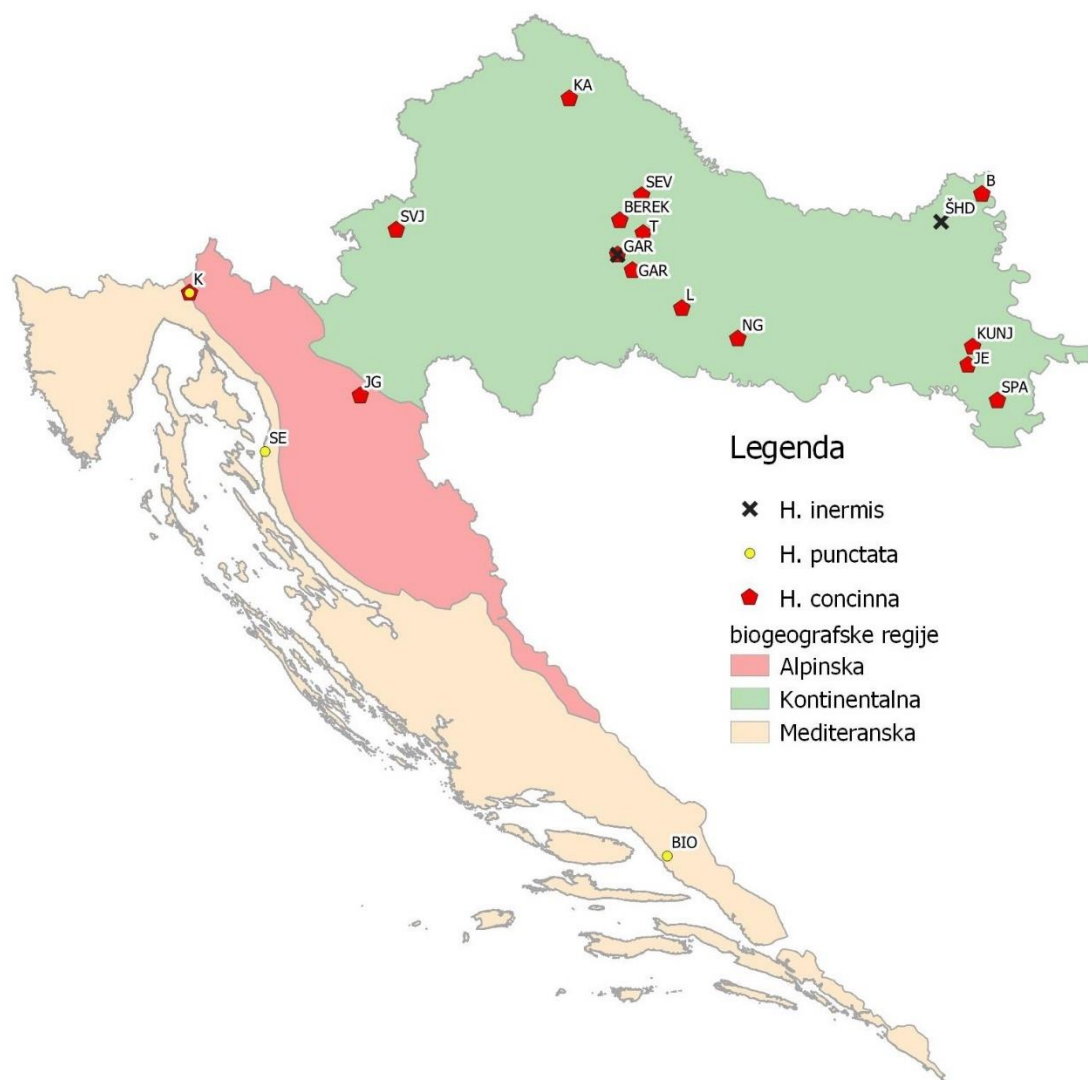 KA
SEV
B
BEREK
ŠHD
SVJ
T
GAR
GAR
K
L
NG
KUNJ
JE
JG
SPA
SE
Legenda
H. inermis
H. punctata
H. concinna
biogeografske regije
Alpinska
Kontinentalna
Mediteranska
BIO